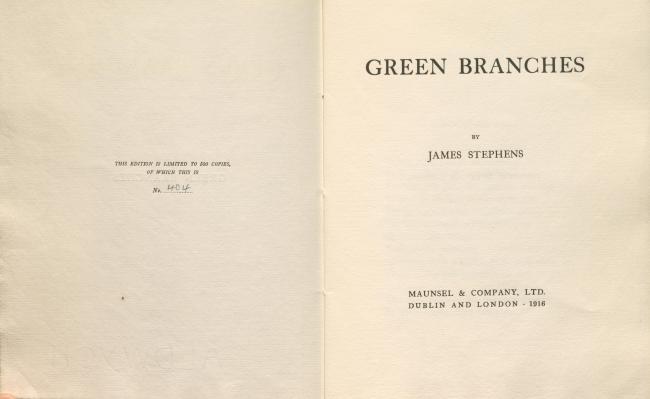 THIS EDITION IS LIMITED TO 500 COPIES,
OF WHICH THIS IS
No. 404
GREEN BRANCHES
BY
JAMES STEPHENS
MAUNSEL & COMPANY, LTD.
DUBLIN AND LONDON - 1916